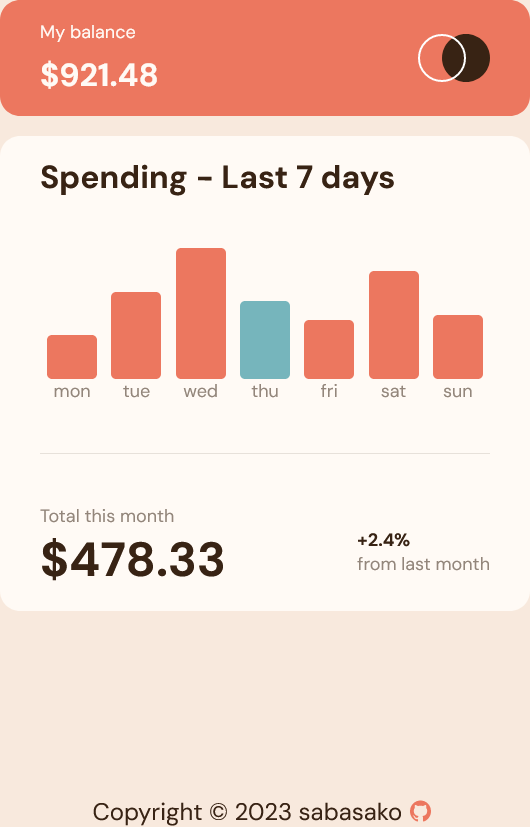 My balance
$921.48
Spending - Last 7 days
mon tue wed thu fri sat sun
Total this month
$478.33
+2.4%
from last month
Copyright © 2023 sabasako